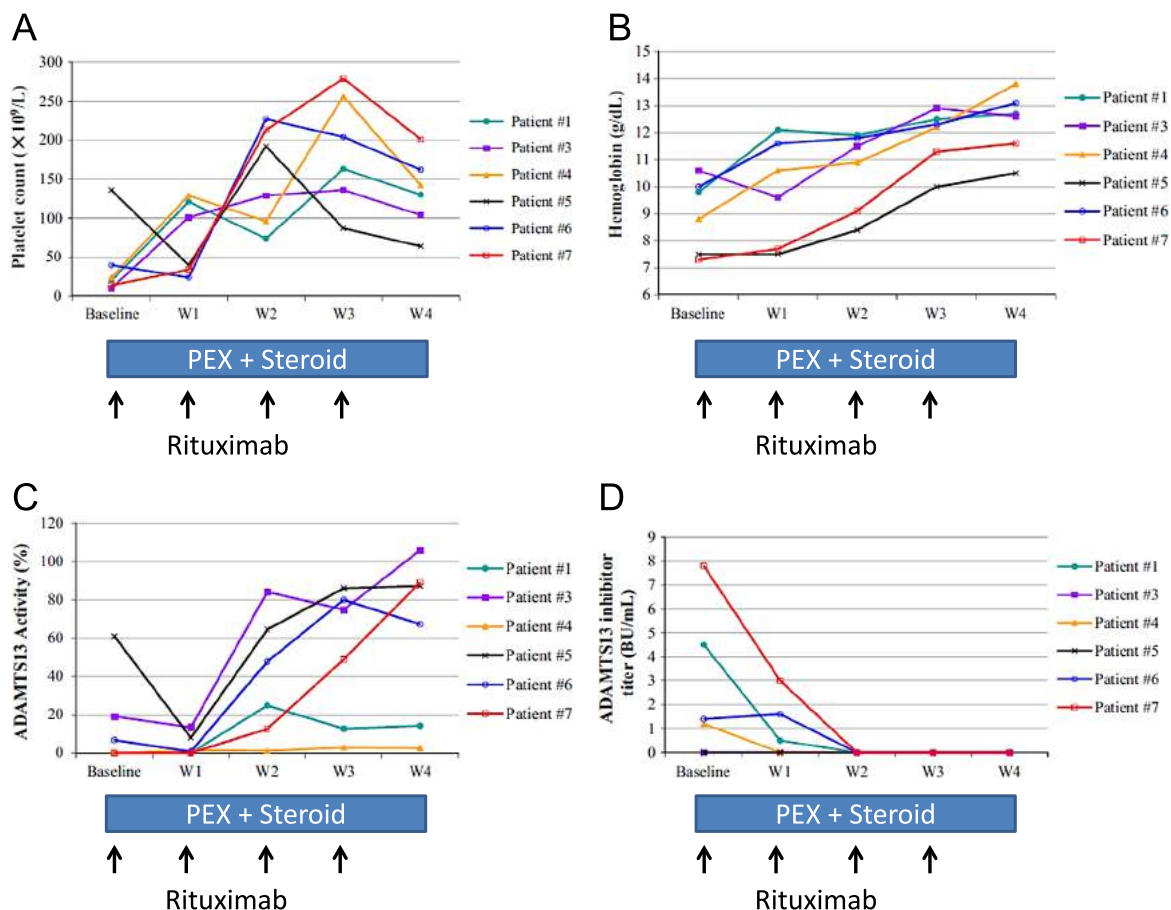 A
Platelet count (×10⁹/L)
300
250
200
150
100
50
0
Baseline W1 W2 W3 W4
Patient #1
Patient #3
Patient #4
Patient #5
Patient #6
Patient #7
PEX + Steroid
Rituximab
B
Hemoglobin (g/dL)
15
14
13
12
11
10
9
8
7
6
Baseline W1 W2 W3 W4
Patient #1
Patient #3
Patient #4
Patient #5
Patient #6
Patient #7
PEX + Steroid
Rituximab
C
ADAMTS13 Activity (%)
120
100
80
60
40
20
0
Baseline W1 W2 W3 W4
Patient #1
Patient #3
Patient #4
Patient #5
Patient #6
Patient #7
PEX + Steroid
Rituximab
D
ADAMTS13 inhibitor
titer (BU/mL)
9
8
7
6
5
4
3
2
1
0
Baseline W1 W2 W3 W4
Patient #1
Patient #3
Patient #4
Patient #5
Patient #6
Patient #7
PEX + Steroid
Rituximab